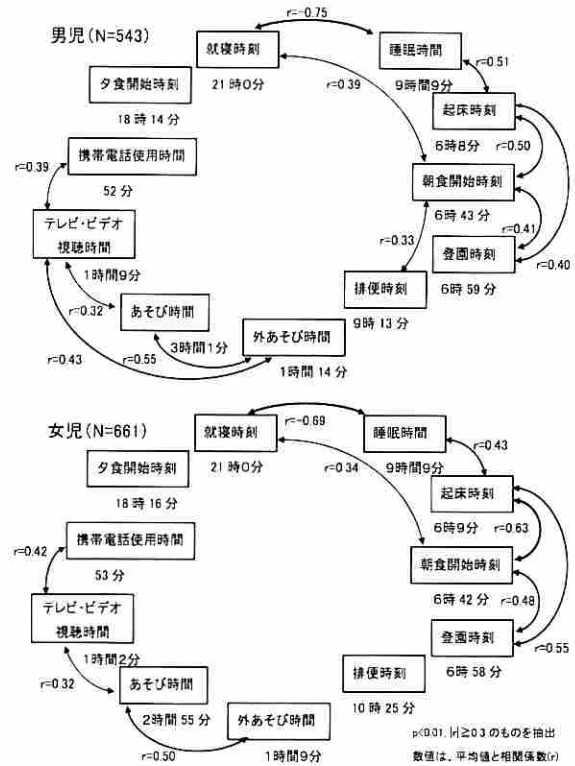 男児(N=543)
r=-0.75
就寝時刻
21時0分
睡眠時間
9時間9分
r=0.51
夕食開始時刻
18時14分
r=0.39
起床時刻
6時8分
r=0.50
携帯電話使用時間
52分
r=0.39
朝食開始時刻
6時43分
r=0.41
テレビ・ビデオ
視聴時間
1時間9分
r=0.33
登園時刻
6時59分
r=0.40
排便時刻
9時13分
r=0.32
あそび時間
3時間1分
外あそび時間
1時間14分
r=0.43
r=0.55
女児(N=661)
r=-0.69
就寝時刻
21時0分
睡眠時間
9時間9分
r=0.43
夕食開始時刻
18時16分
r=0.34
起床時刻
6時9分
r=0.63
携帯電話使用時間
53分
r=0.42
朝食開始時刻
6時42分
r=0.48
テレビ・ビデオ
視聴時間
1時間2分
登園時刻
6時58分
r=0.55
排便時刻
10時25分
r=0.32
あそび時間
2時間55分
外あそび時間
1時間9分
r=0.50
p<0.01, |r|≧0.3のものを抽出
数値は、平均値と相関係数(r)